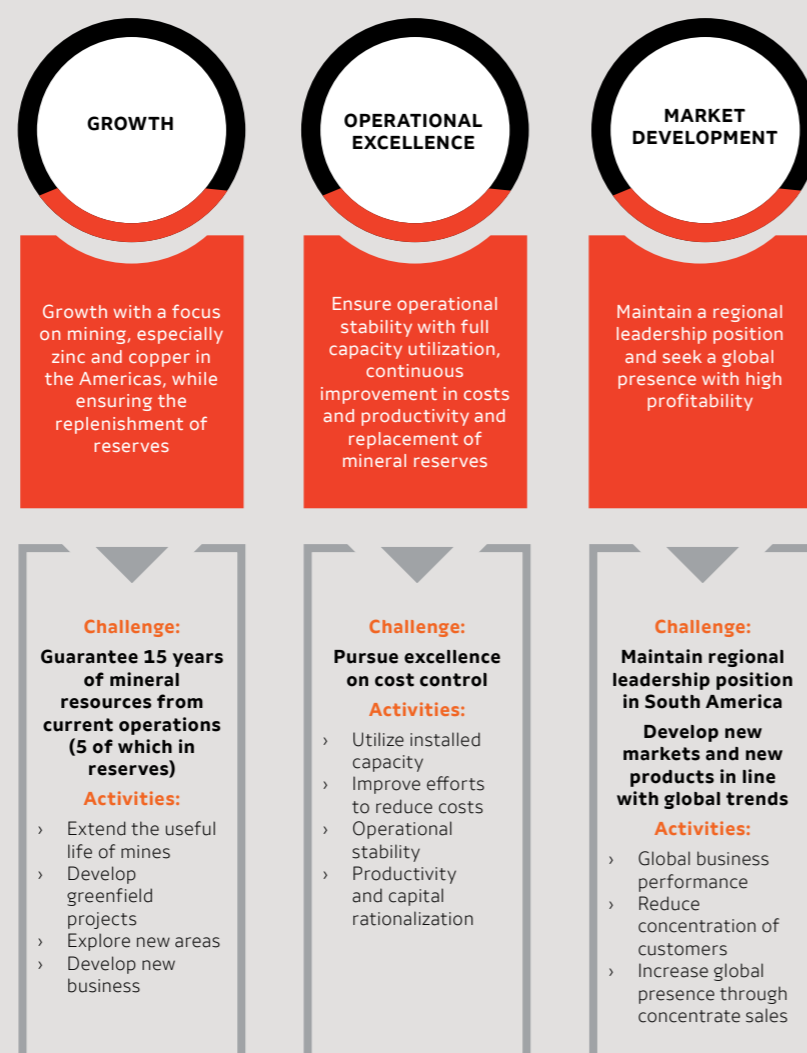 GROWTH
Growth with a focus
on mining, especially
zinc and copper in
the Americas, while
ensuring the
replenishment of
reserves
Challenge:
Guarantee 15 years
of mineral
resources from
current operations
(5 of which in
reserves)
Activities:
› Extend the useful
life of mines
› Develop
greenfield
projects
› Explore new areas
› Develop new
business
OPERATIONAL
EXCELLENCE
Ensure operational
stability with full
capacity utilization,
continuous
improvement in costs
and productivity and
replacement of
mineral reserves
Challenge:
Pursue excellence
on cost control
Activities:
› Utilize installed
capacity
› Improve efforts
to reduce costs
› Operational
stability
› Productivity
and capital
rationalization
MARKET
DEVELOPMENT
Maintain a regional
leadership position
and seek a global
presence with high
profitability
Challenge:
Maintain regional
leadership position
in South America
Develop new
markets and new
products in line
with global trends
Activities:
› Global business
performance
› Reduce
concentration of
customers
› Increase global
presence through
concentrate sales